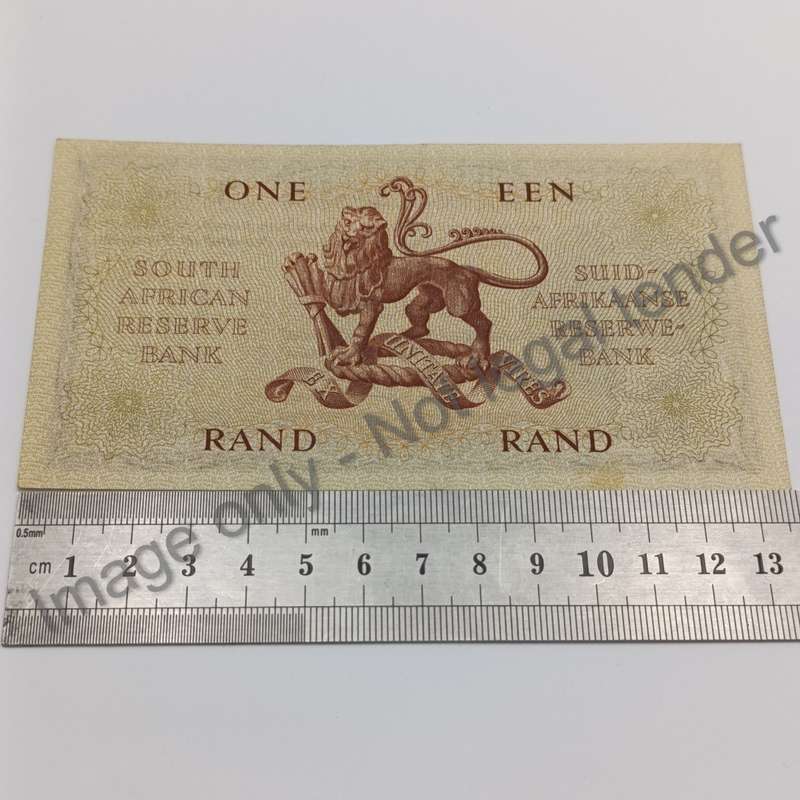 ONE EEN
SOUTH
AFRICAN
RESERVE
BANK
SUID-
AFRIKAANSE
RESERWE-
BANK
EX UNITATE VIRES
RAND RAND
0.5mm mm
cm 1 2 3 4 5 6 7 8 9 10 11 12 13
Image only - Not legal tender